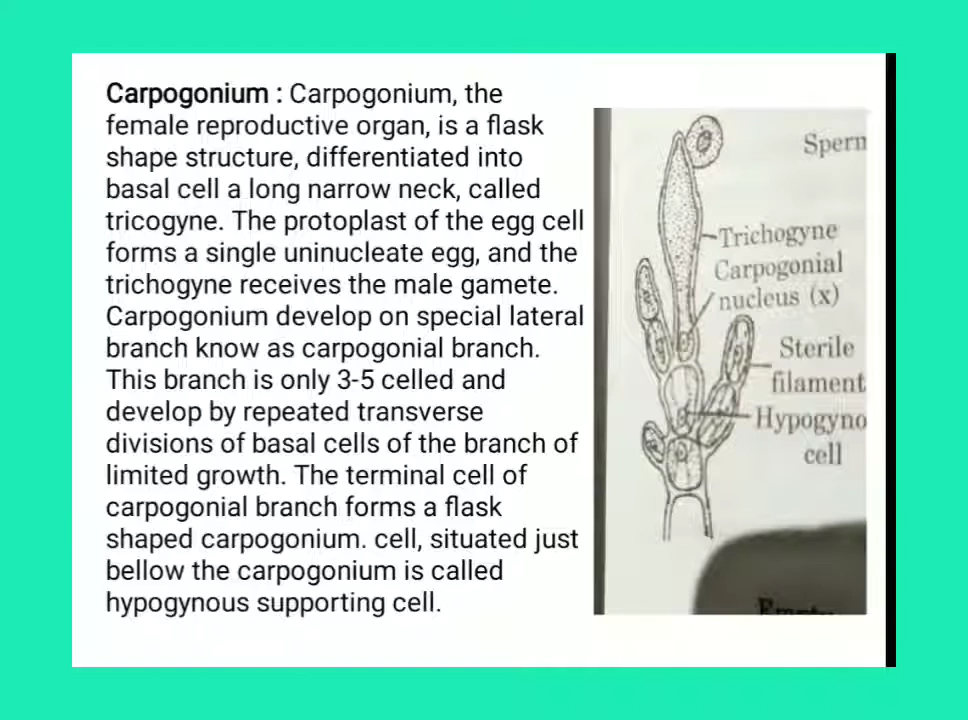 Carpogonium : Carpogonium, the
female reproductive organ, is a flask
shape structure, differentiated into
basal cell a long narrow neck, called
tricogyne. The protoplast of the egg cell
forms a single uninucleate egg, and the
trichogyne receives the male gamete.
Carpogonium develop on special lateral
branch know as carpogonial branch.
This branch is only 3-5 celled and
develop by repeated transverse
divisions of basal cells of the branch of
limited growth. The terminal cell of
carpogonial branch forms a flask
shaped carpogonium. cell, situated just
bellow the carpogonium is called
hypogynous supporting cell.
Sperm
Trichogyne
Carpogonial
nucleus (x)
Sterile
filament
Hypogyno
cell